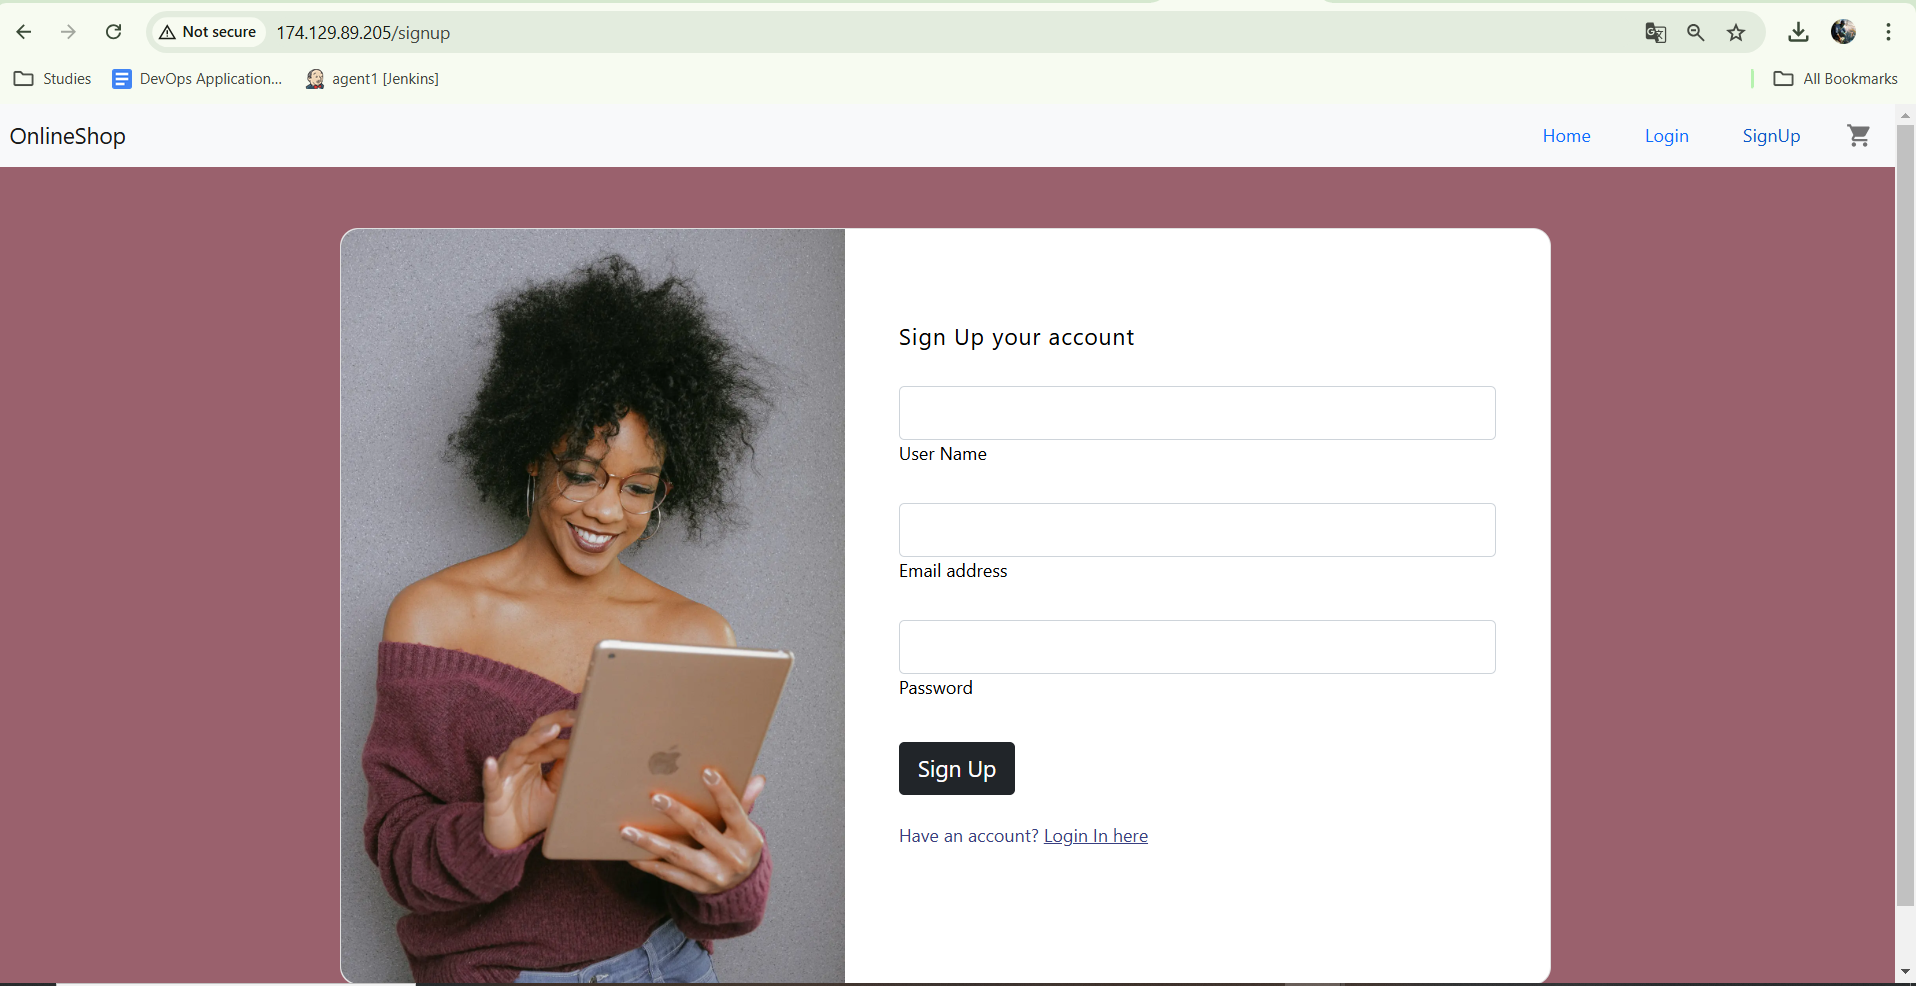 Not secure 174.129.89.205/signup
Studies DevOps Application... agent1 [Jenkins] All Bookmarks
OnlineShop Home Login SignUp
Sign Up your account
User Name
Email address
Password
Sign Up
Have an account? Login In here